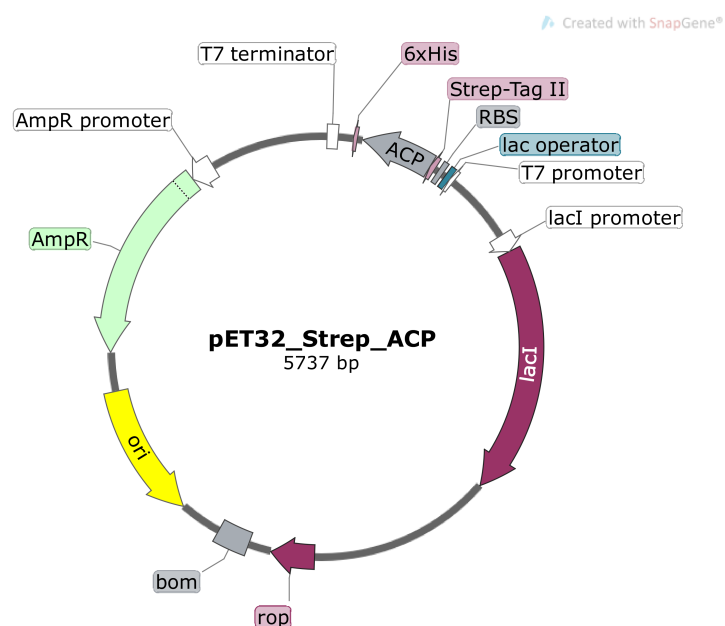 Created with SnapGene®
T7 terminator
6xHis
Strep-Tag II
RBS
lac operator
T7 promoter
AmpR promoter
ACP
lacI promoter
AmpR
pET32_Strep_ACP
5737 bp
lacI
ori
bom
rop